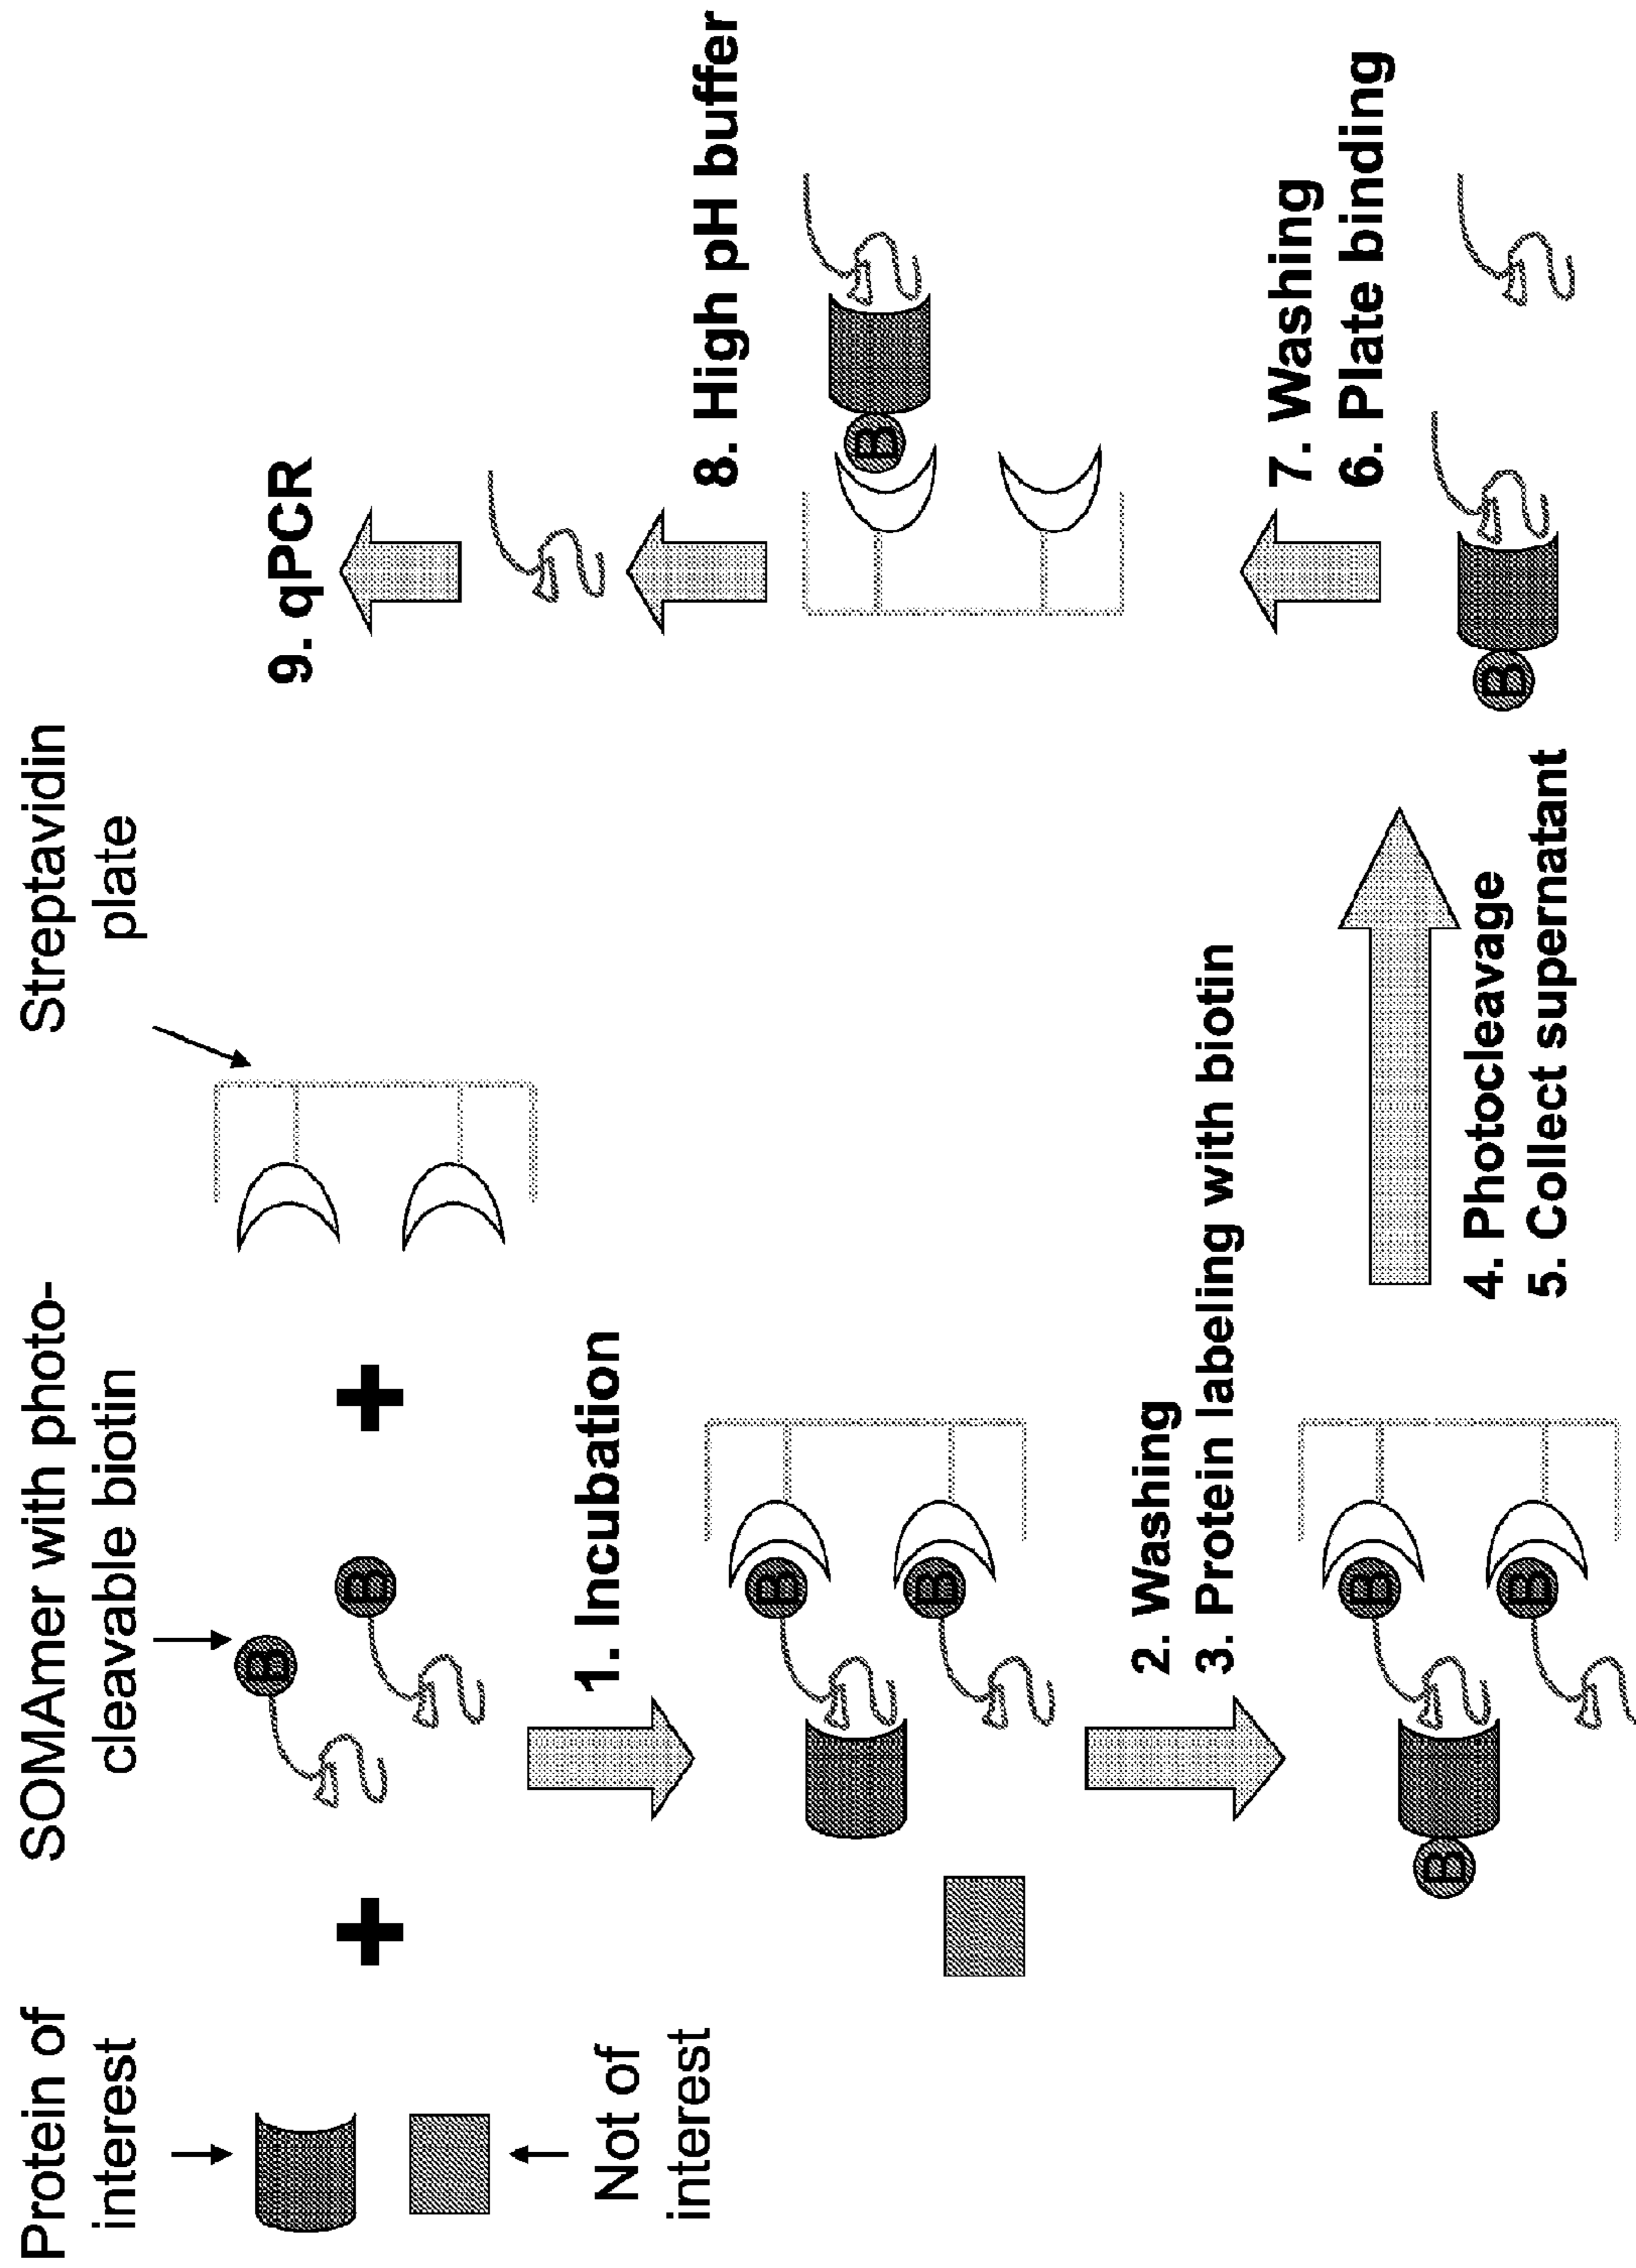 Protein of
interest
SOMAmer with photo-
cleavable biotin
Streptavidin
plate
B
B
Not of
interest
1. Incubation
B
B
2. Washing
3. Protein labeling with biotin
B
B
B
4. Photocleavage
5. Collect supernatant
B
7. Washing
6. Plate binding
B
8. High pH buffer
9. qPCR